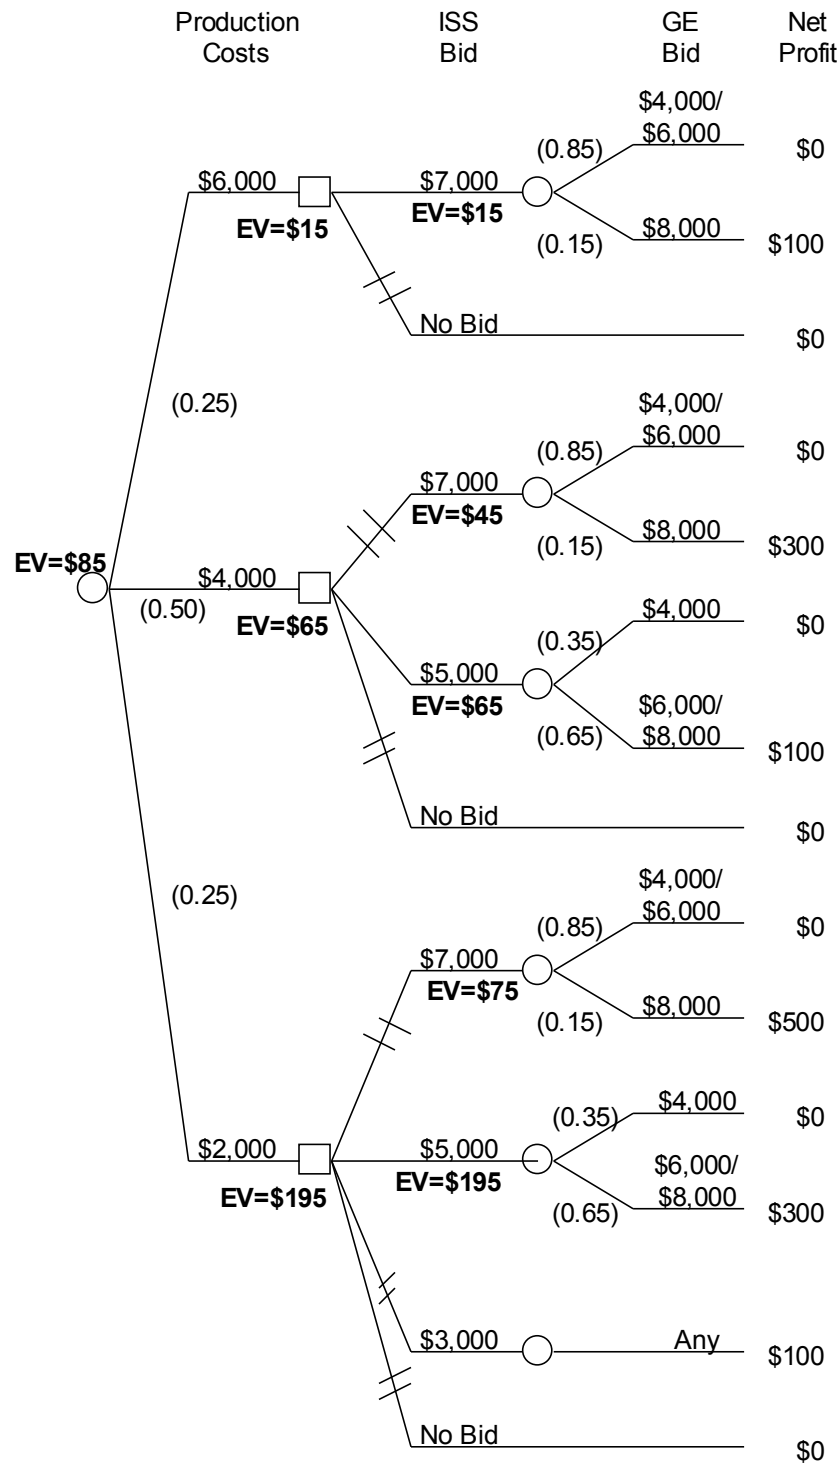 Production
Costs
ISS
Bid
GE
Bid
Net
Profit
$4,000/
(0.85)
$6,000
$0
$6,000
$7,000
EV=$15
EV=$15
(0.15)
$8,000
$100
No Bid
$0
(0.25)
$4,000/
(0.85)
$6,000
$0
$7,000
EV=$45
(0.15)
$8,000
$300
EV=$85
$4,000
(0.50)
EV=$65
(0.35)
$4,000
$0
$5,000
EV=$65
$6,000/
(0.65)
$8,000
$100
No Bid
$0
(0.25)
$4,000/
(0.85)
$6,000
$0
$7,000
EV=$75
(0.15)
$8,000
$500
(0.35)
$4,000
$0
$2,000
EV=$195
$5,000
EV=$195
$6,000/
(0.65)
$8,000
$300
$3,000
Any
$100
No Bid
$0